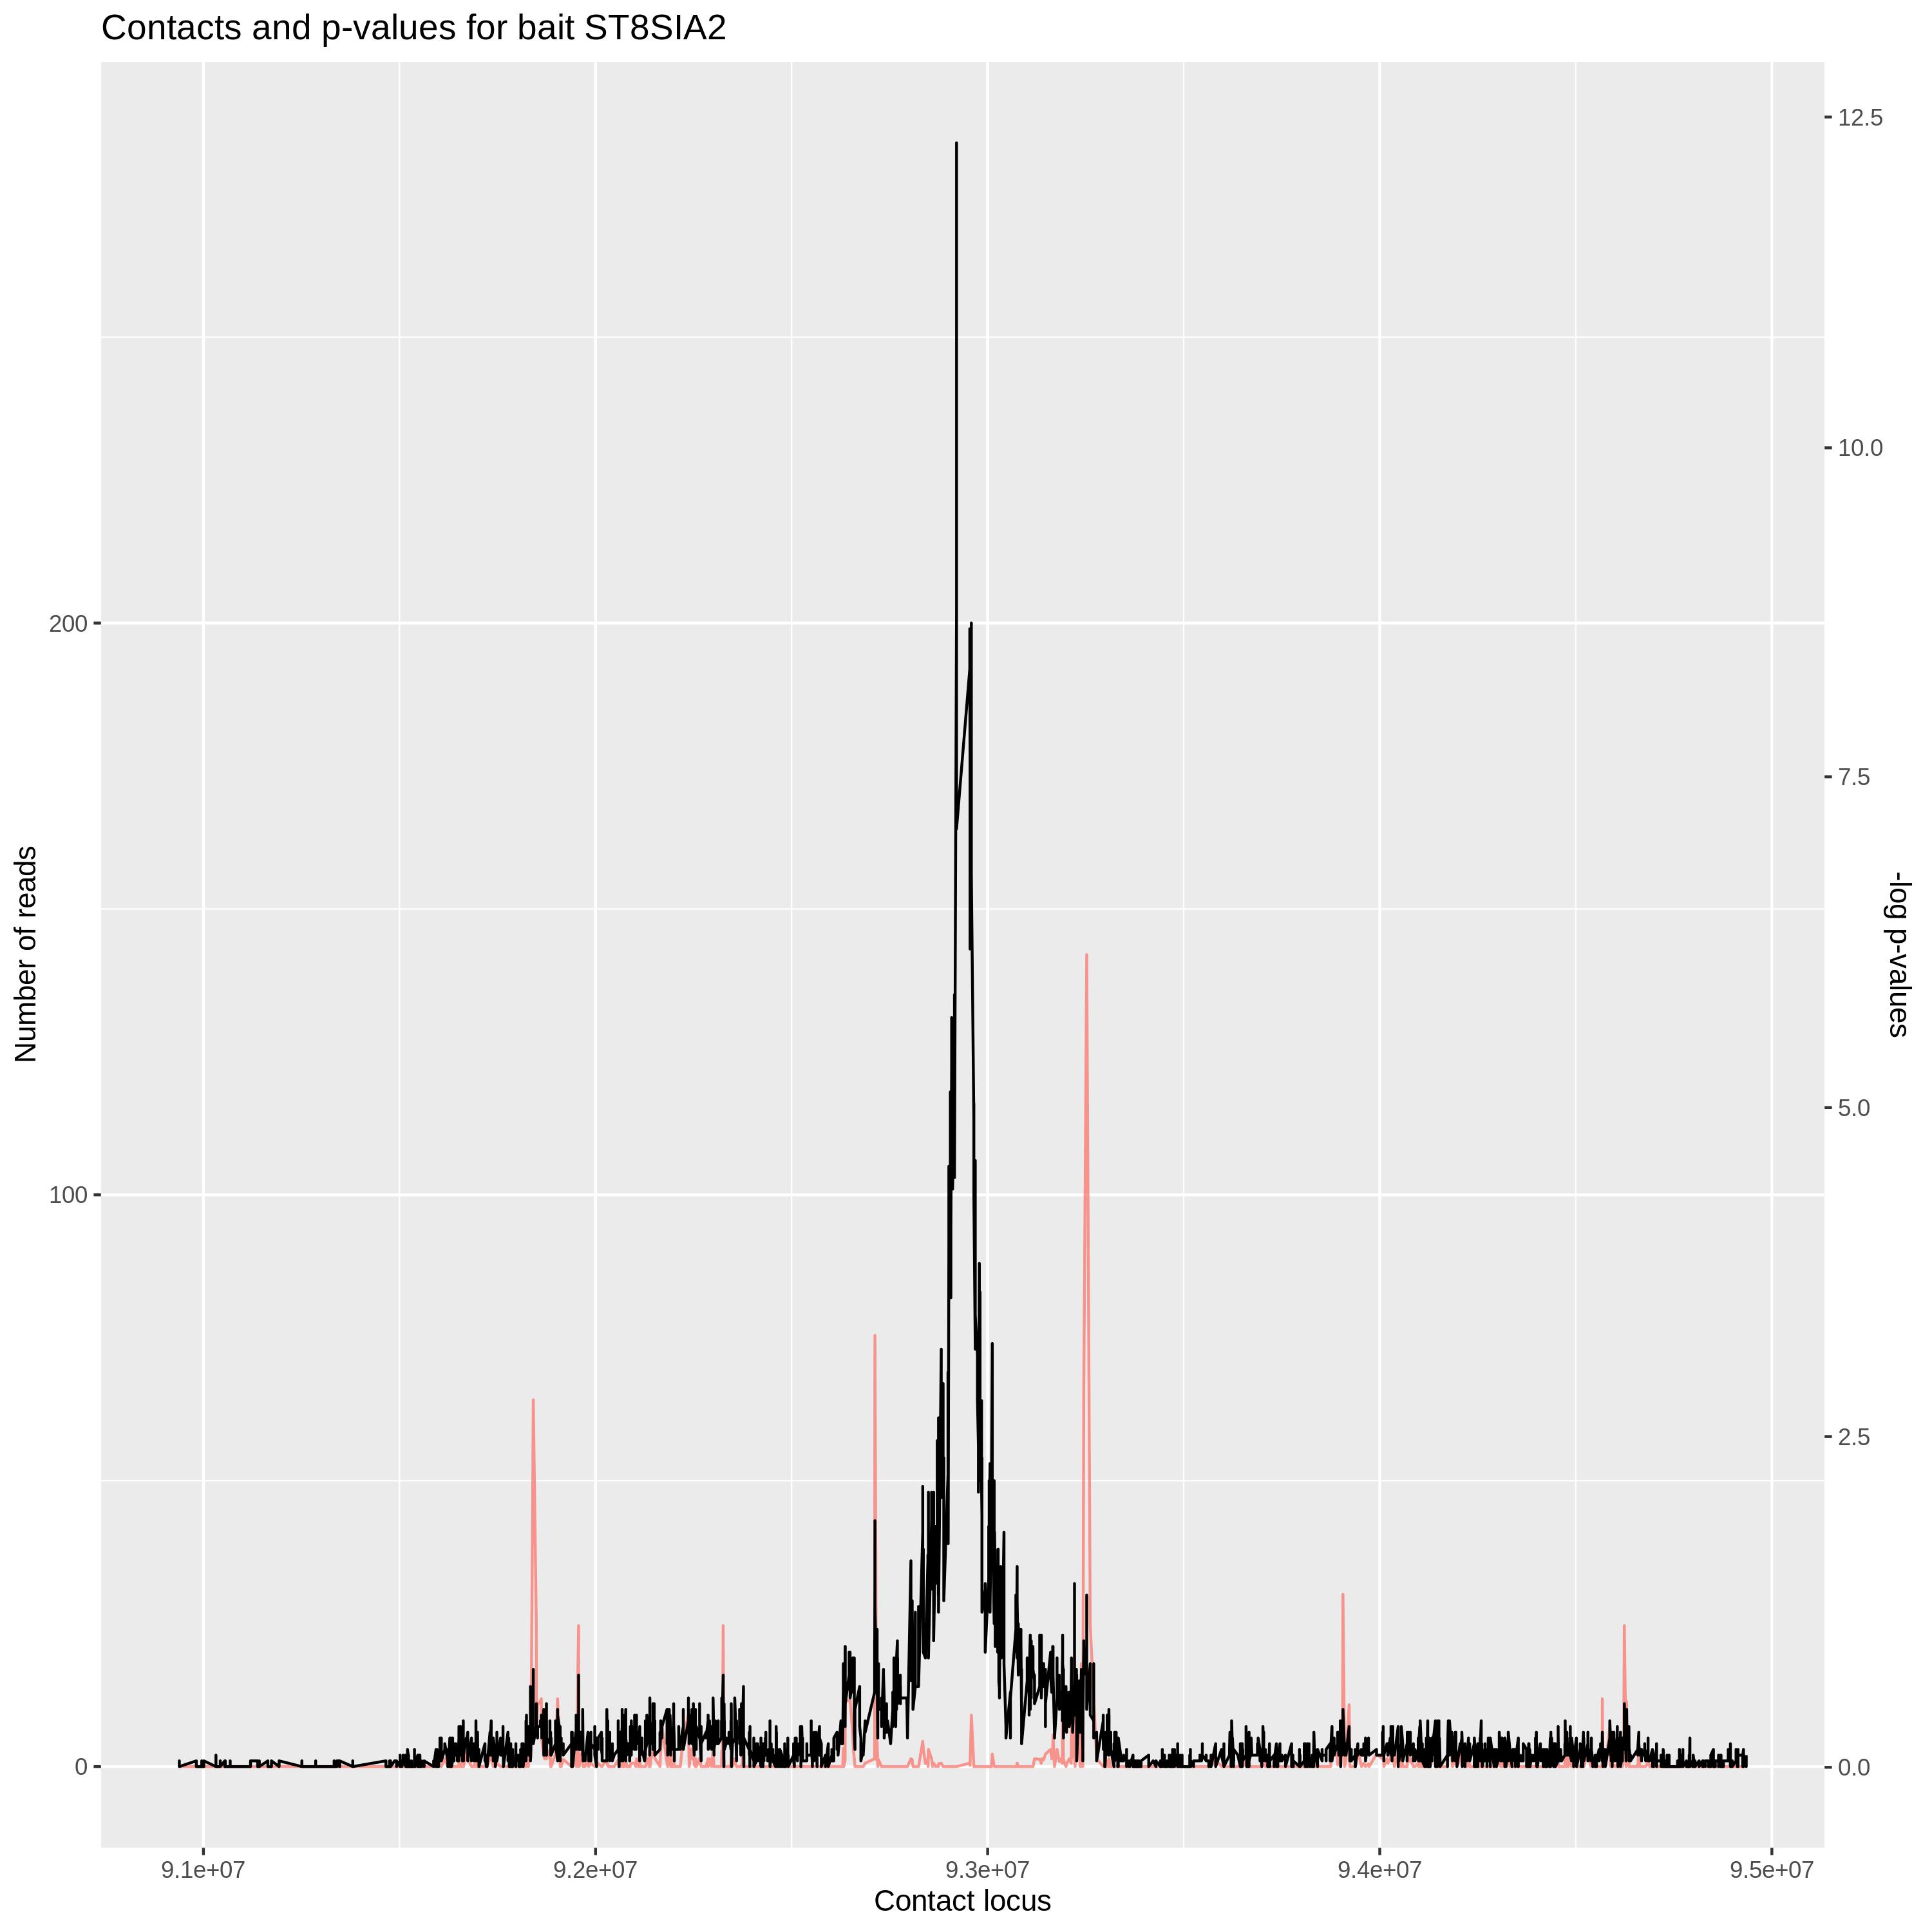 Contacts and p-values for bait ST8SIA2
Number of reads
200
100
0
12.5
10.0
7.5
5.0
2.5
0.0
-log p-values
9.1e+07
9.2e+07
9.3e+07
9.4e+07
9.5e+07
Contact locus